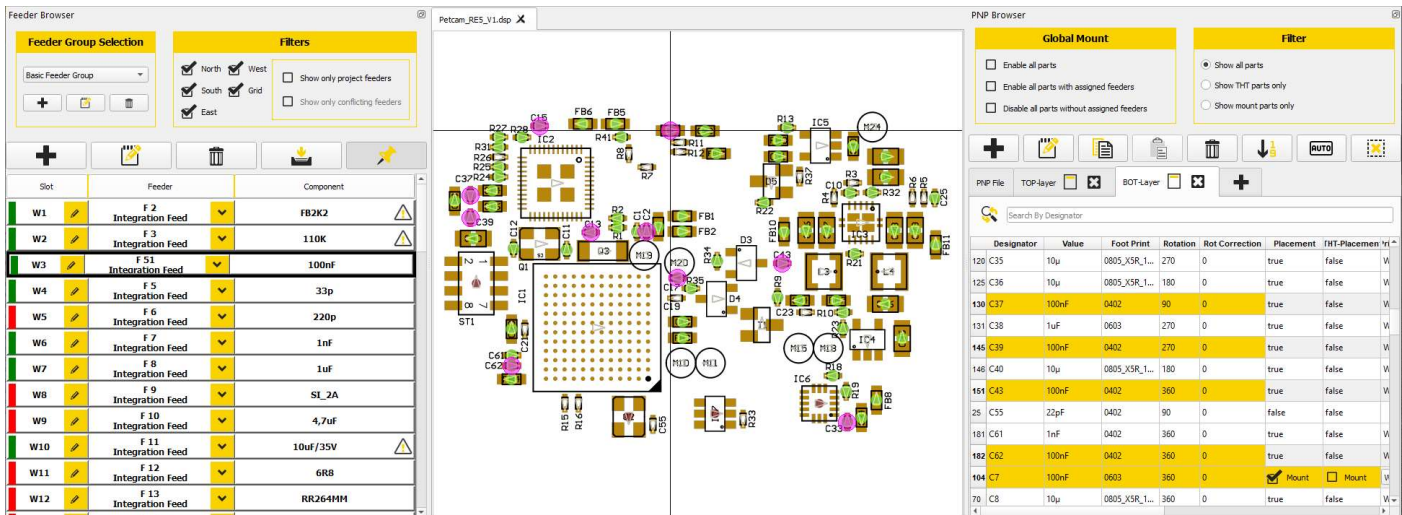 Feeder Browser
Feeder Group Selection
Basic Feeder Group
Filters
North West
South Grid
East
Show only project feeders
Show only conflicting feeders
Slot Feeder Component
W1 F 2 Integration Feed FB2K2
W2 F 3 Integration Feed 110K
W3 F 51 Integration Feed 100nF
W4 F 5 Integration Feed 33p
W5 F 6 Integration Feed 220p
W6 F 7 Integration Feed 1nF
W7 F 8 Integration Feed 1uF
W8 F 9 Integration Feed SI_2A
W9 F 10 Integration Feed 4,7uF
W10 F 11 Integration Feed 10uF/35V
W11 F 12 Integration Feed 6R8
W12 F 13 Integration Feed RR264MM
Petcam_RE5_V1.dsp X
C15 FB6 FB5 R13 IC5 M24
R27 R28 IC2 R41 R11
R31 R8 R12
R26 R7
R25
R24
C37 D5 R37 R3 C10 R4 R32 R6 R5 C25
C39 C12 C11 C13 R2 R1 C1 C2 FB1 FB2 R22 FB10 IC3 FB11
Q1 Q3 M19 M20 R34 D3 C43 R21
2 1 IC1 C17 R35 R9 L3 L4
8 7 C19 D4
ST1 C21 C23 R10 R23 IC4
C61 M10 M11 M15 M18
C62 R18
IC6 R19 FB8
R15 R16 C55 R33 C33
PNP Browser
Global Mount
Enable all parts
Enable all parts with assigned feeders
Disable all parts without assigned feeders
Filter
Show all parts
Show THT parts only
Show mount parts only
AUTO
PNP File TOP-layer BOT-Layer
Search By Designator
Designator Value Foot Print Rotation Rot Correction Placement THT-Placemen
120 C35 10µ 0805_X5R_1... 270 0 true false
125 C36 10µ 0805_X5R_1... 180 0 true false
130 C37 100nF 0402 90 0 true false
131 C38 1uF 0603 270 0 true false
145 C39 100nF 0402 270 0 true false
146 C40 10µ 0805_X5R_1... 180 0 true false
151 C43 100nF 0402 360 0 true false
25 C55 22pF 0402 90 0 false false
181 C61 1nF 0402 360 0 true false
182 C62 100nF 0402 360 0 true false
104 C7 100nF 0603 360 0 Mount Mount
70 C8 10µ 0805_X5R_1... 360 0 true false